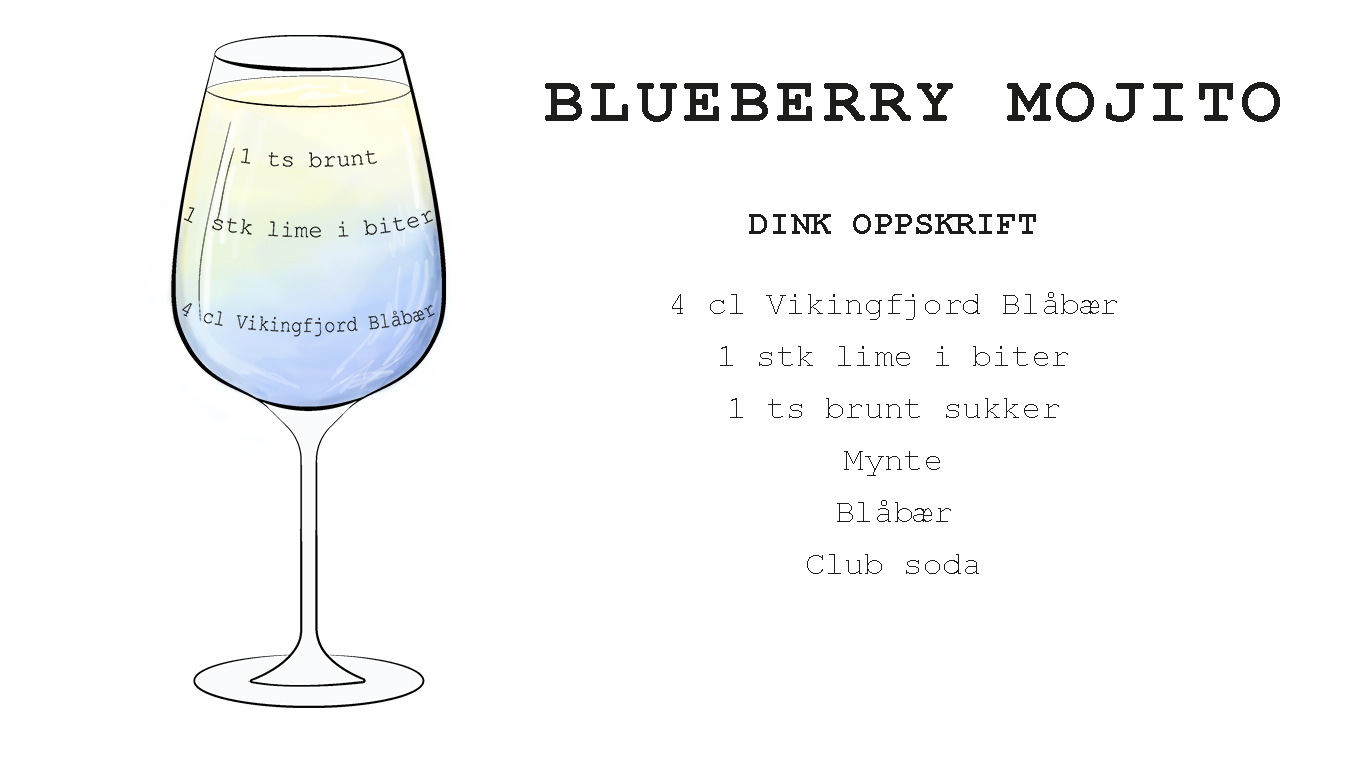 BLUEBERRY MOJITO
DINK OPPSKRIFT
4 cl Vikingfjord Blåbær
1 stk lime i biter
1 ts brunt sukker
Mynte
Blåbær
Club soda
1 ts brunt
1 stk lime i biter
4 cl Vikingfjord Blåbær